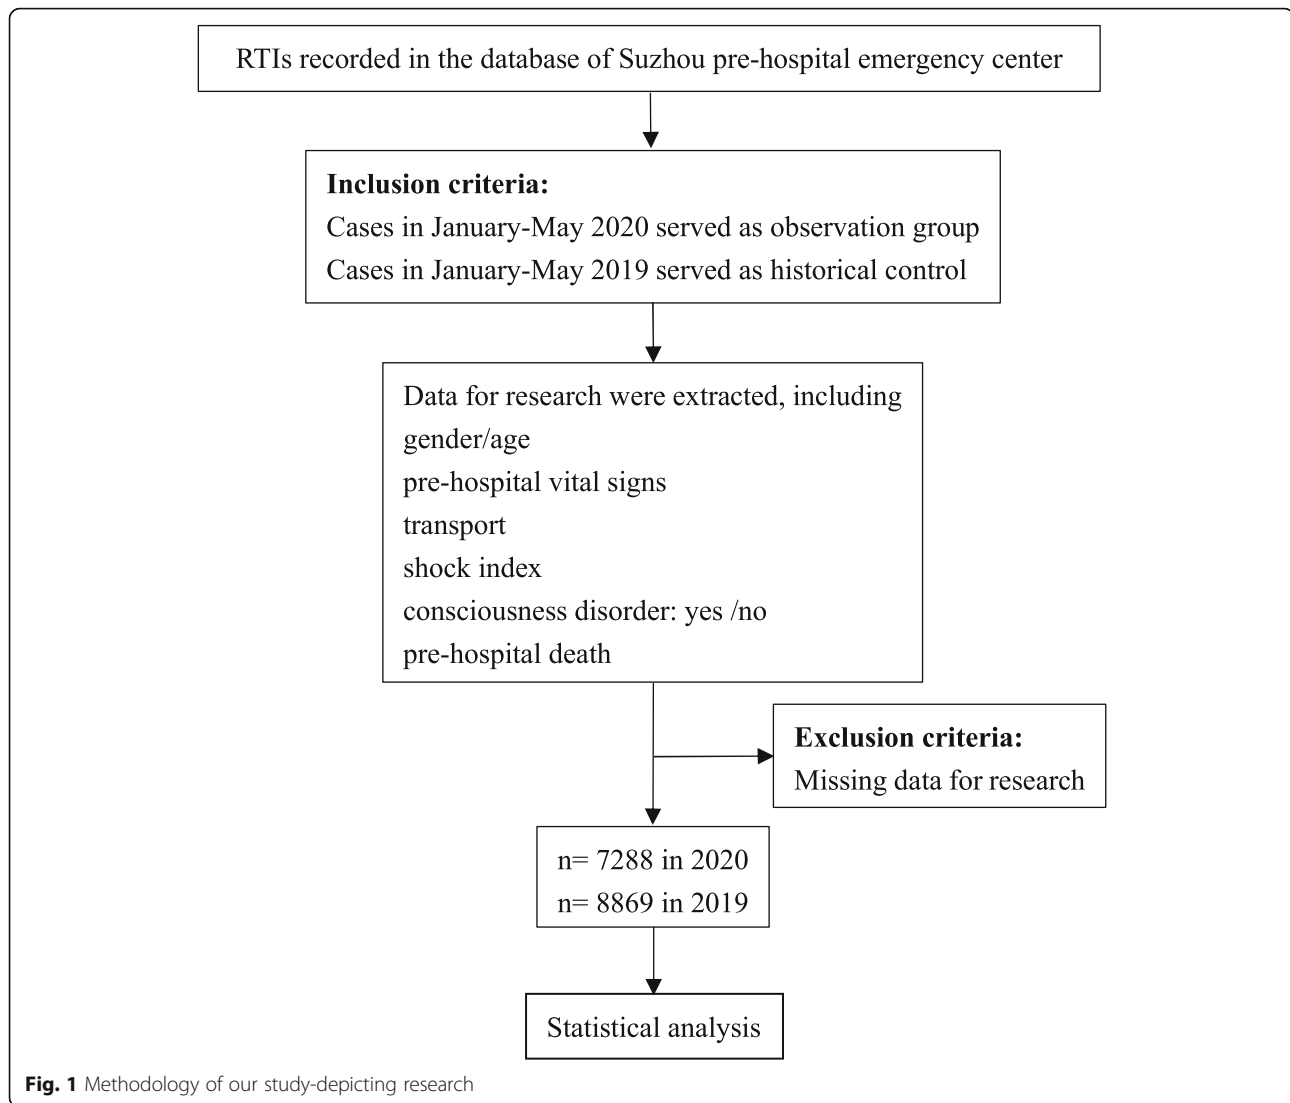 RTIs recorded in the database of Suzhou pre-hospital emergency center
Inclusion criteria:
Cases in January-May 2020 served as observation group
Cases in January-May 2019 served as historical control
Data for research were extracted, including
gender/age
pre-hospital vital signs
transport
shock index
consciousness disorder: yes /no
pre-hospital death
Exclusion criteria:
Missing data for research
n= 7288 in 2020
n= 8869 in 2019
Statistical analysis
Fig. 1 Methodology of our study-depicting research